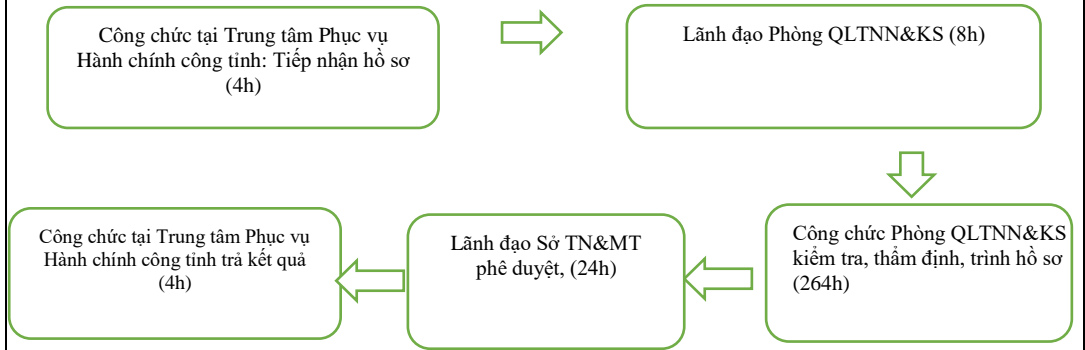 Công chức tại Trung tâm Phục vụ
Hành chính công tỉnh: Tiếp nhận hồ sơ
(4h)
Lãnh đạo Phòng QLTNN&KS (8h)
Công chức Phòng QLTNN&KS
kiểm tra, thẩm định, trình hồ sơ
(264h)
Lãnh đạo Sở TN&MT
phê duyệt, (24h)
Công chức tại Trung tâm Phục vụ
Hành chính công tỉnh trả kết quả
(4h)